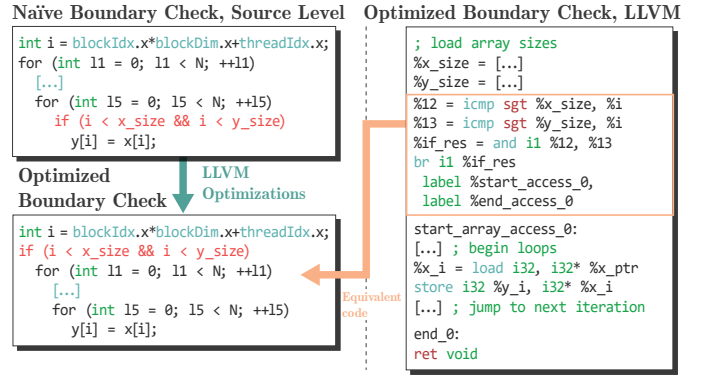 Naïve Boundary Check, Source Level
int i = blockIdx.x*blockDim.x+threadIdx.x;
for (int l1 = 0; l1 < N; ++l1)
[...]
for (int l5 = 0; l5 < N; ++l5)
if (i < x_size && i < y_size)
y[i] = x[i];
LLVM
Optimizations
Optimized
Boundary Check
int i = blockIdx.x*blockDim.x+threadIdx.x;
if (i < x_size && i < y_size)
for (int l1 = 0; l1 < N; ++l1)
[...]
for (int l5 = 0; l5 < N; ++l5)
y[i] = x[i];
Equivalent
code
Optimized Boundary Check, LLVM
; load array sizes
%x_size = [...]
%y_size = [...]
%12 = icmp sgt %x_size, %i
%13 = icmp sgt %y_size, %i
%if_res = and i1 %12, %13
br i1 %if_res
label %start_access_0,
label %end_access_0
start_array_access_0:
[...] ; begin loops
%x_i = load i32, i32* %x_ptr
store i32 %y_i, i32* %x_i
[...] ; jump to next iteration
end_0:
ret void